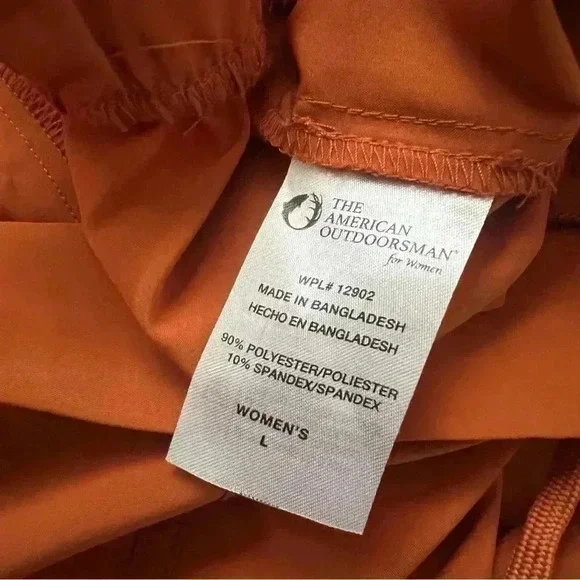 THE
AMERICAN
OUTDOORSMAN™
for Women
WPL# 12902
MADE IN BANGLADESH
HECHO EN BANGLADESH
90% POLYESTER/POLIESTER
10% SPANDEX/SPANDEX
WOMEN'S
L